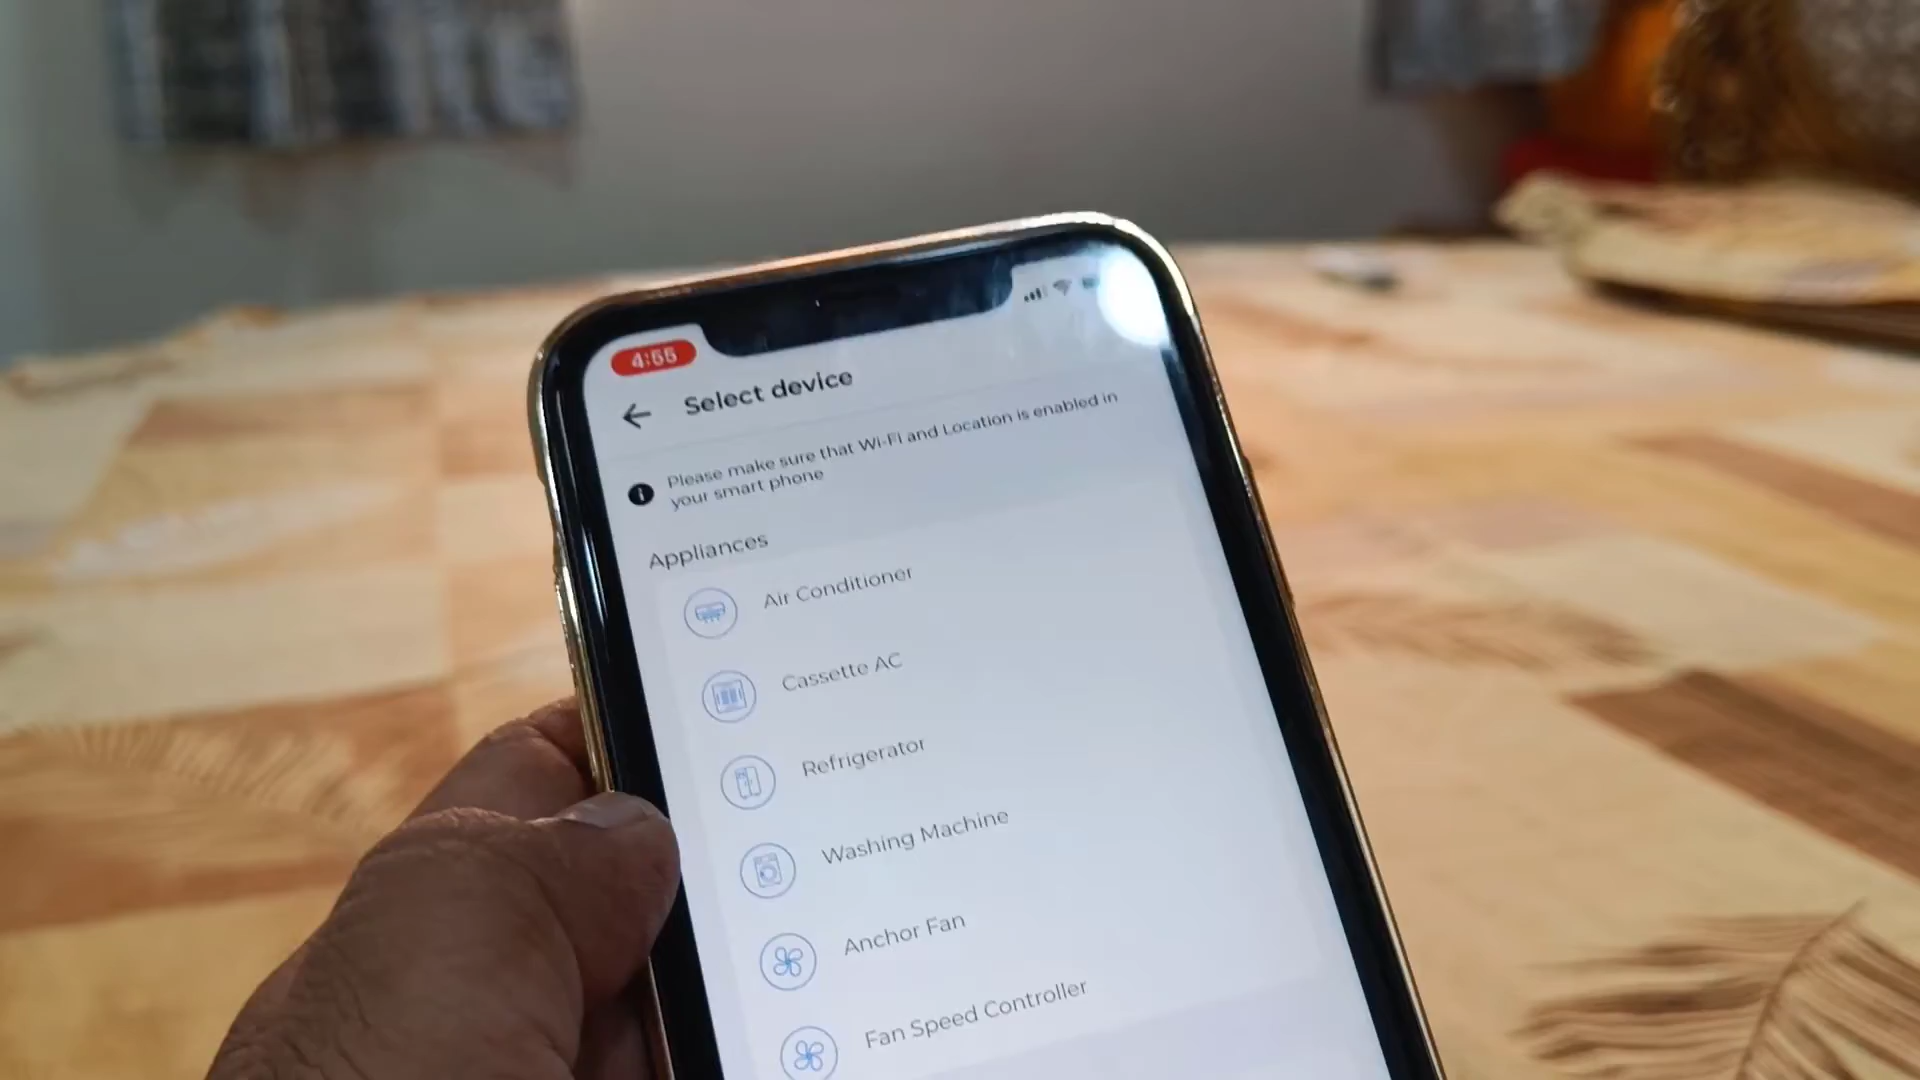 4:55
Select device
Please make sure that Wi-Fi and Location is enabled in
your smart phone
Appliances
Air Conditioner
Cassette AC
Refrigerator
Washing Machine
Anchor Fan
Fan Speed Controller